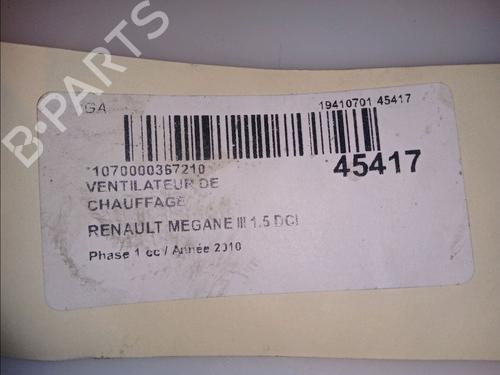 GA
19410701 45417
*1070000367210*
45417
VENTILATEUR DE
CHAUFFAGE
RENAULT MEGANE III 1.5 DCI
Phase 1 cc / Année 2010
B-PARTS